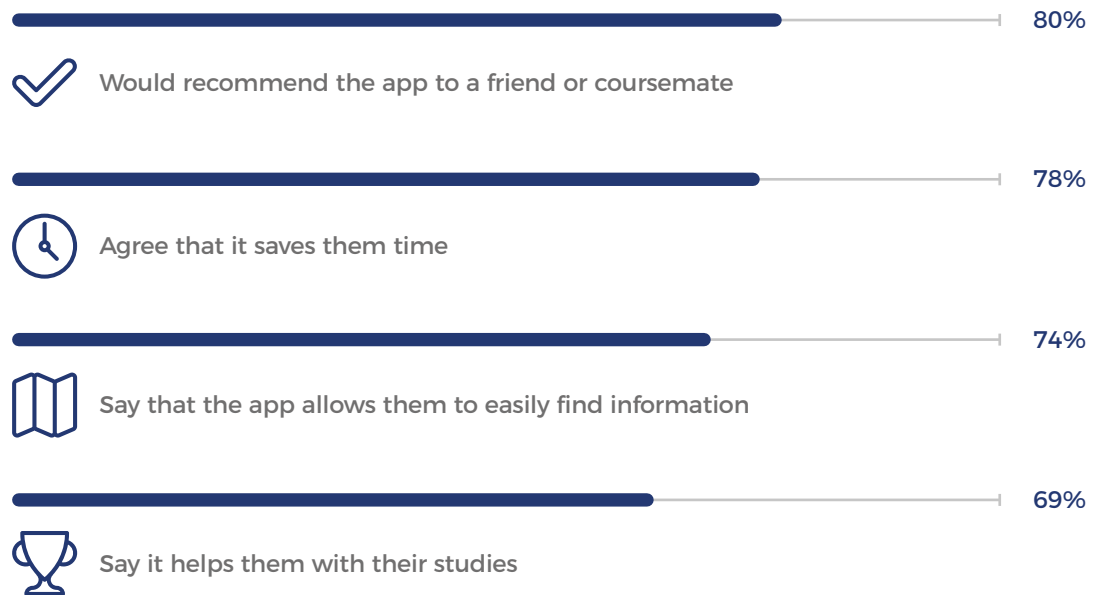 80%
Would recommend the app to a friend or coursemate
78%
Agree that it saves them time
74%
Say that the app allows them to easily find information
69%
Say it helps them with their studies